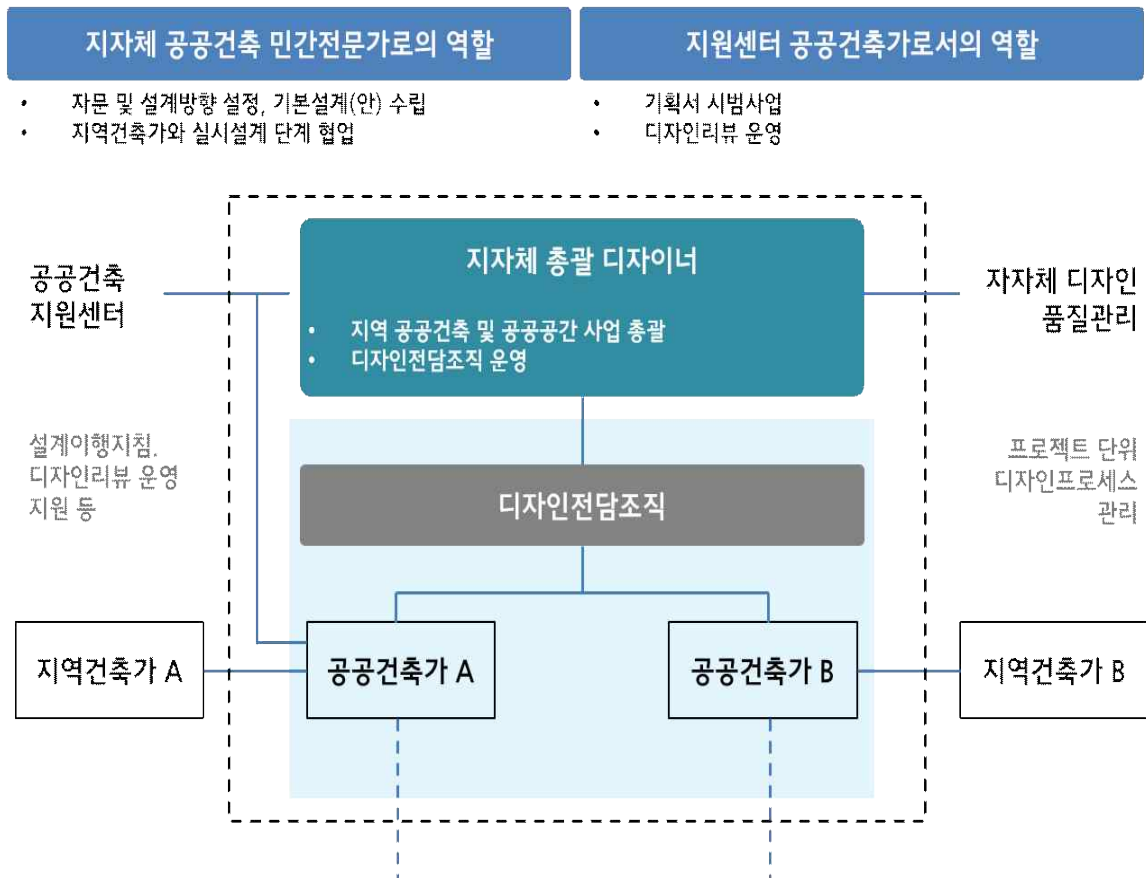 지자체 공공건축 민간전문가로의 역할
지원센터 공공건축가로서의 역할
• 자문 및 설계방향 설정, 기본설계(안) 수립
• 지역건축가와 실시설계 단계 협업
• 기획서 시범사업
• 디자인리뷰 운영
공공건축
지원센터
지자체 총괄 디자이너
• 지역 공공건축 및 공공공간 사업 총괄
• 디자인전담조직 운영
자자체 디자인
품질관리
설계이행지침,
디자인리뷰 운영
지원 등
디자인전담조직
프로젝트 단위
디자인프로세스
관리
지역건축가 A
공공건축가 A
공공건축가 B
지역건축가 B